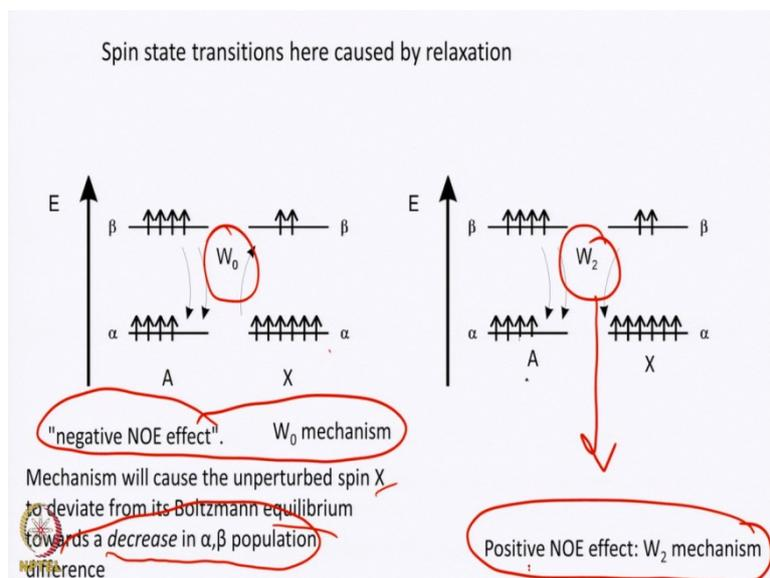 Spin state transitions here caused by relaxation
E
β
β
W₀
α
α
A
X
"negative NOE effect". W₀ mechanism
Mechanism will cause the unperturbed spin X
to deviate from its Boltzmann equilibrium
towards a decrease in α,β population
difference
NPTEL
E
β
β
W₂
α
α
A
X
Positive NOE effect: W₂ mechanism